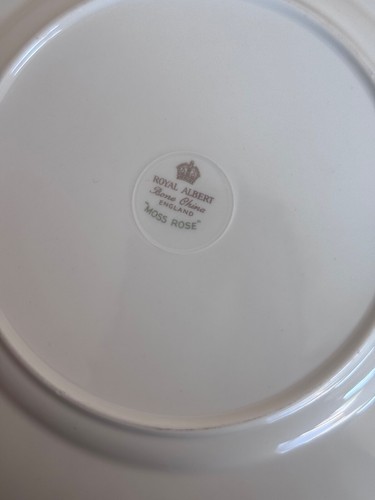 ROYAL ALBERT
Bone China
ENGLAND
"MOSS ROSE"